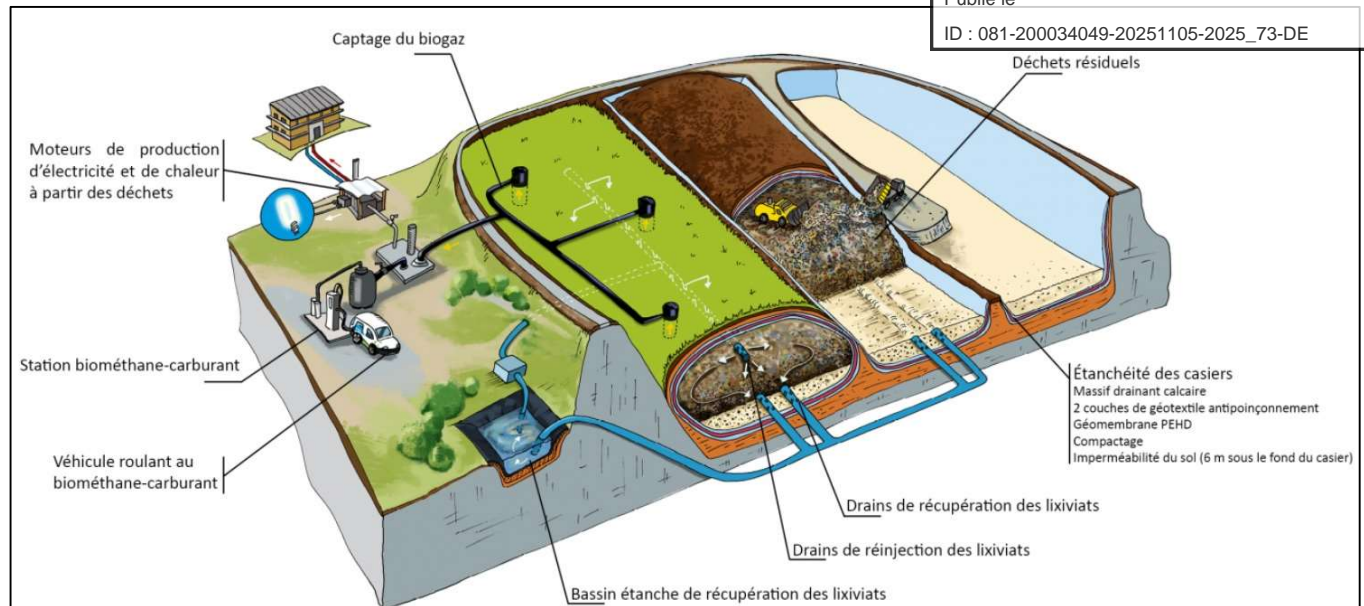 Publié le
ID : 081-200034049-20251105-2025_73-DE
Captage du biogaz
Déchets résiduels
Moteurs de production
d'électricité et de chaleur
à partir des déchets
Station biométhane-carburant
Véhicule roulant au
biométhane-carburant
Étanchéité des casiers
Massif drainant calcaire
2 couches de géotextile antipoinçonnement
Géomembrane PEHD
Compactage
Imperméabilité du sol (6 m sous le fond du casier)
Drains de récupération des lixiviats
Drains de réinjection des lixiviats
Bassin étanche de récupération des lixiviats